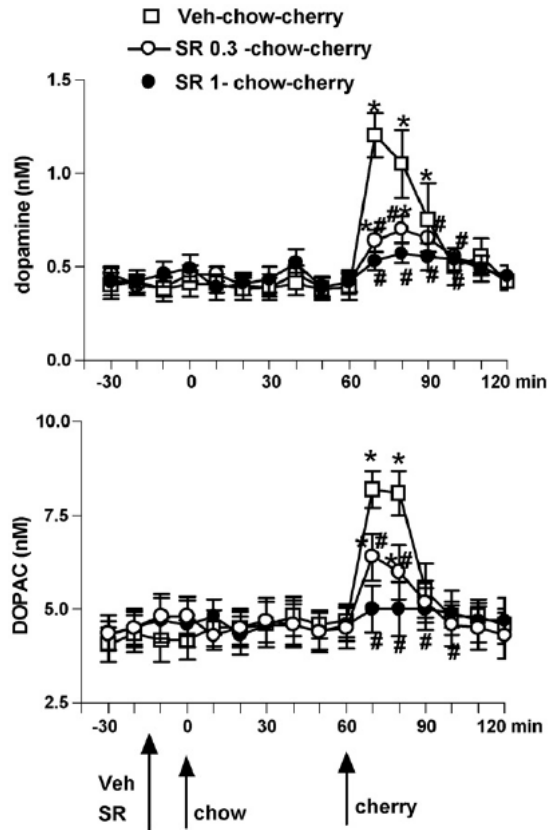 Veh-chow-cherry
SR 0.3 -chow-cherry
SR 1- chow-cherry
dopamine (nM)
1.5
1.0
0.5
0.0
* * *
*# #* #
#
# # # #
-30 0 30 60 90 120 min
DOPAC (nM)
10.0
7.5
5.0
2.5
* *
*# *#
# # # #
-30 0 30 60 90 120 min
Veh
SR
chow
cherry